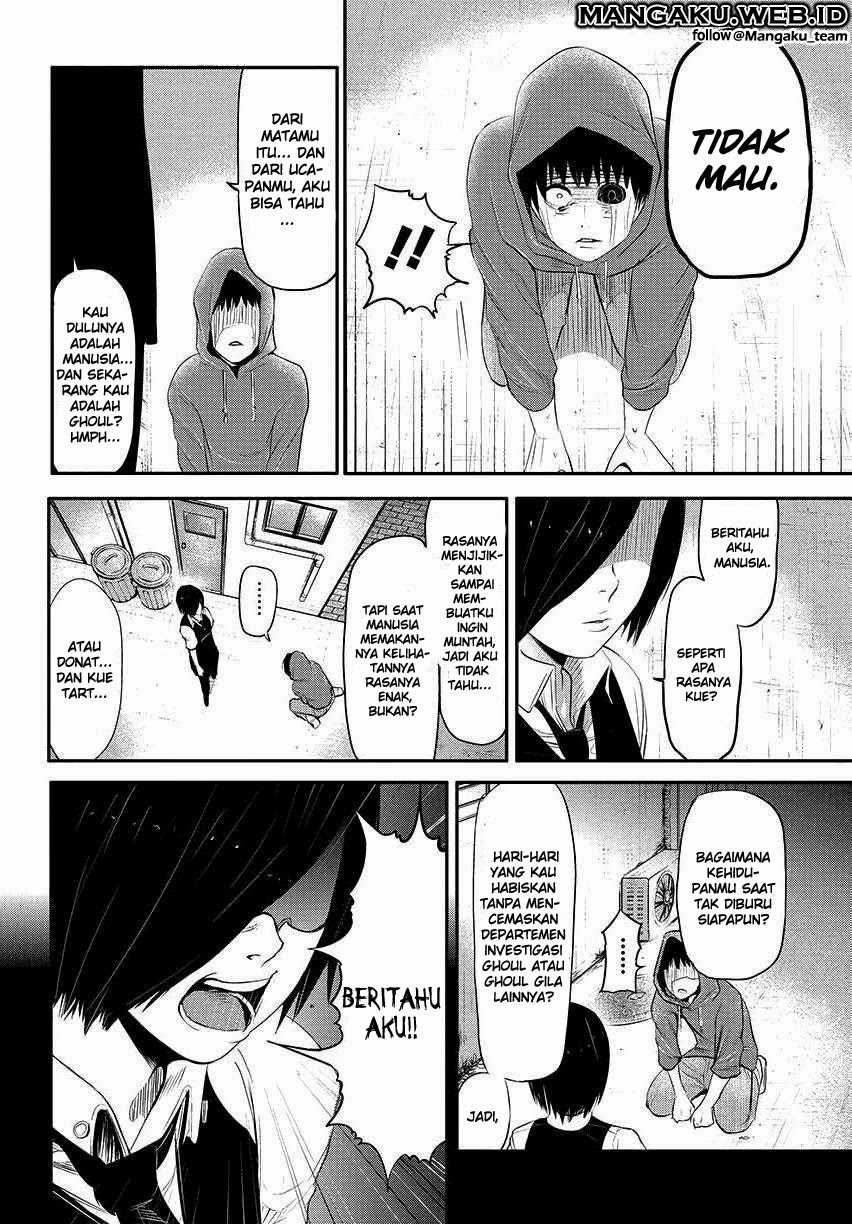 MANGAKU.WEB.ID
follow @Mangaku_team
TIDAK
MAU.
!!
DARI
MATAMU
ITU... DAN
DARI UCA-
PANMU, AKU
BISA TAHU
...
KAU
DULUNYA
ADALAH
MANUSIA...
DAN SEKA-
RANG KAU
ADALAH
GHOUL?
HMPH...
BERITAHU
AKU,
MANUSIA.
SEPERTI
APA
RASANYA
KUE?
RASANYA
MENJIJIK-
KAN
SAMPAI
MEM-
BUATKU
INGIN
MUNTAH,
JADI AKU
TIDAK
TAHU...
TAPI SAAT
MANUSIA
MEMAKAN-
NYA KELIHA-
TANNYA
RASANYA
ENAK,
BUKAN?
......
ATAU
DONAT...
DAN KUE
TART...
BAGAIMANA
KEHIDU-
PANMU SAAT
TAK DIBURU
SIAPAPUN?
HARI-HARI
YANG KAU
HABISKAN
TANPA MEN-
CEMASKAN
DEPARTEMEN
INVESTIGASI
GHOUL ATAU
GHOUL GILA
LAINNYA?
......
JADI,
BERITAHU
AKU!!